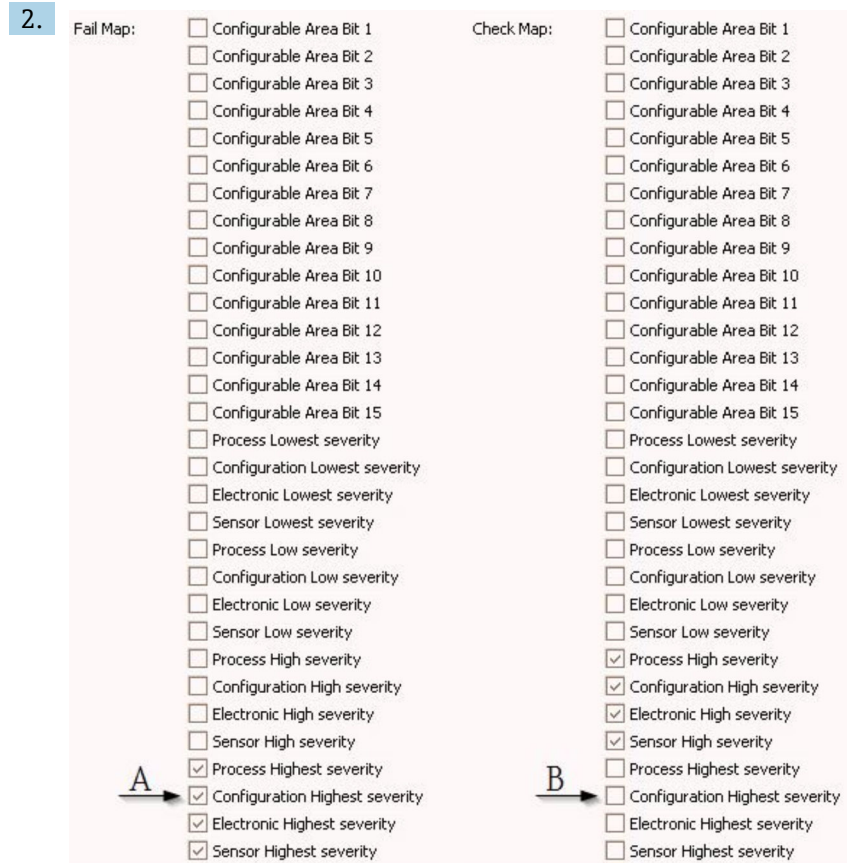 2.
Fail Map: Configurable Area Bit 1 Check Map: Configurable Area Bit 1
Configurable Area Bit 2 Configurable Area Bit 2
Configurable Area Bit 3 Configurable Area Bit 3
Configurable Area Bit 4 Configurable Area Bit 4
Configurable Area Bit 5 Configurable Area Bit 5
Configurable Area Bit 6 Configurable Area Bit 6
Configurable Area Bit 7 Configurable Area Bit 7
Configurable Area Bit 8 Configurable Area Bit 8
Configurable Area Bit 9 Configurable Area Bit 9
Configurable Area Bit 10 Configurable Area Bit 10
Configurable Area Bit 11 Configurable Area Bit 11
Configurable Area Bit 12 Configurable Area Bit 12
Configurable Area Bit 13 Configurable Area Bit 13
Configurable Area Bit 14 Configurable Area Bit 14
Configurable Area Bit 15 Configurable Area Bit 15
Process Lowest severity Process Lowest severity
Configuration Lowest severity Configuration Lowest severity
Electronic Lowest severity Electronic Lowest severity
Sensor Lowest severity Sensor Lowest severity
Process Low severity Process Low severity
Configuration Low severity Configuration Low severity
Electronic Low severity Electronic Low severity
Sensor Low severity Sensor Low severity
Process High severity Process High severity
Configuration High severity Configuration High severity
Electronic High severity Electronic High severity
Sensor High severity Sensor High severity
Process Highest severity Process Highest severity
A Configuration Highest severity B Configuration Highest severity
Electronic Highest severity Electronic Highest severity
Sensor Highest severity Sensor Highest severity